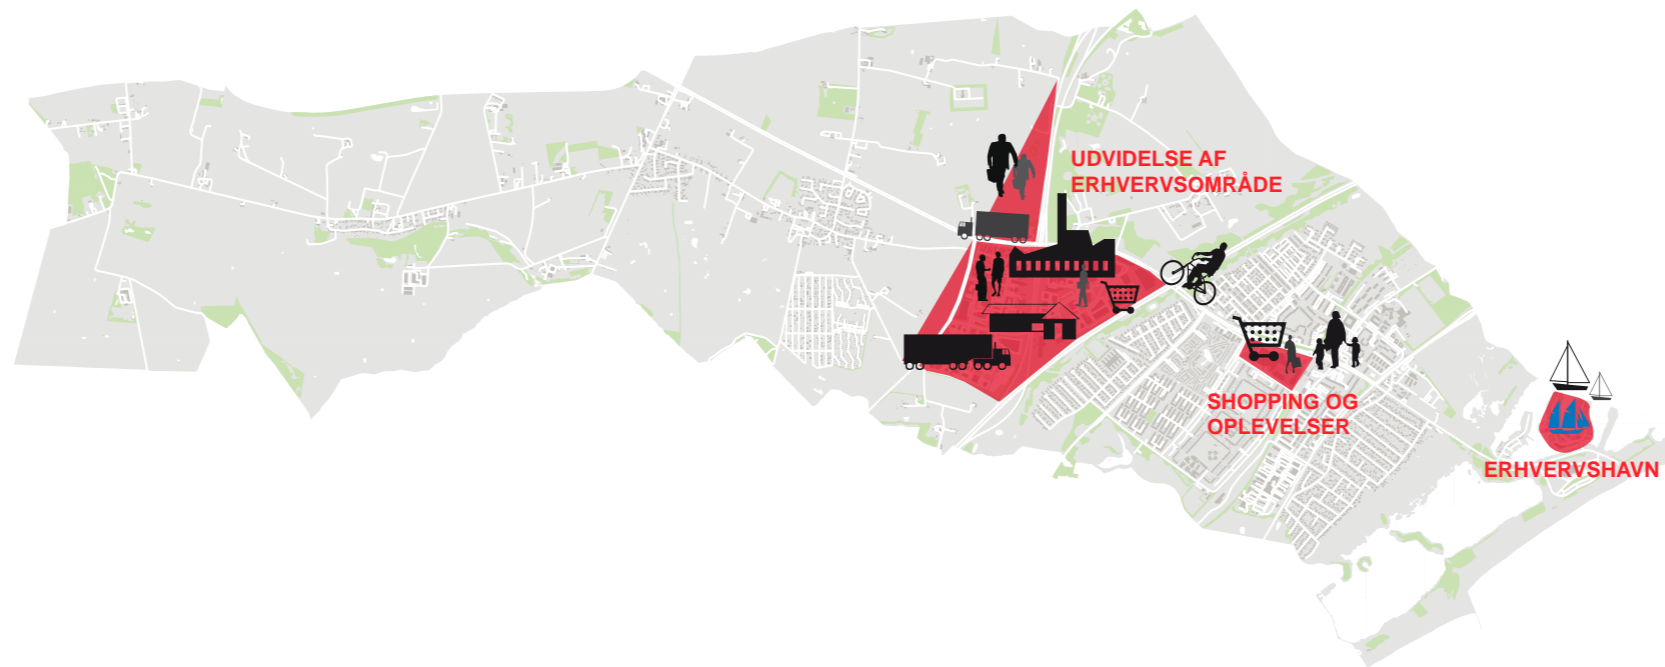 UDVIDELSE AF
ERHVERVSOMRÅDE
SHOPPING OG
OPLEVELSER
ERHVERVSHAVN